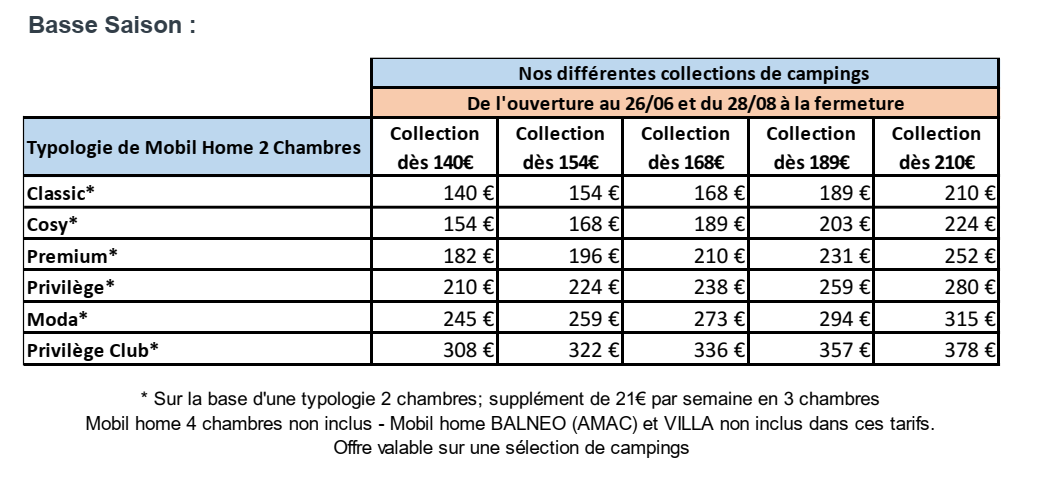 Basse Saison :
Nos différentes collections de campings
De l'ouverture au 26/06 et du 28/08 à la fermeture
Typologie de Mobil Home 2 Chambres Collection dès 140€ Collection dès 154€ Collection dès 168€ Collection dès 189€ Collection dès 210€
Classic* 140 € 154 € 168 € 189 € 210 €
Cosy* 154 € 168 € 189 € 203 € 224 €
Premium* 182 € 196 € 210 € 231 € 252 €
Privilège* 210 € 224 € 238 € 259 € 280 €
Moda* 245 € 259 € 273 € 294 € 315 €
Privilège Club* 308 € 322 € 336 € 357 € 378 €
* Sur la base d'une typologie 2 chambres; supplément de 21€ par semaine en 3 chambres
Mobil home 4 chambres non inclus - Mobil home BALNEO (AMAC) et VILLA non inclus dans ces tarifs.
Offre valable sur une sélection de campings